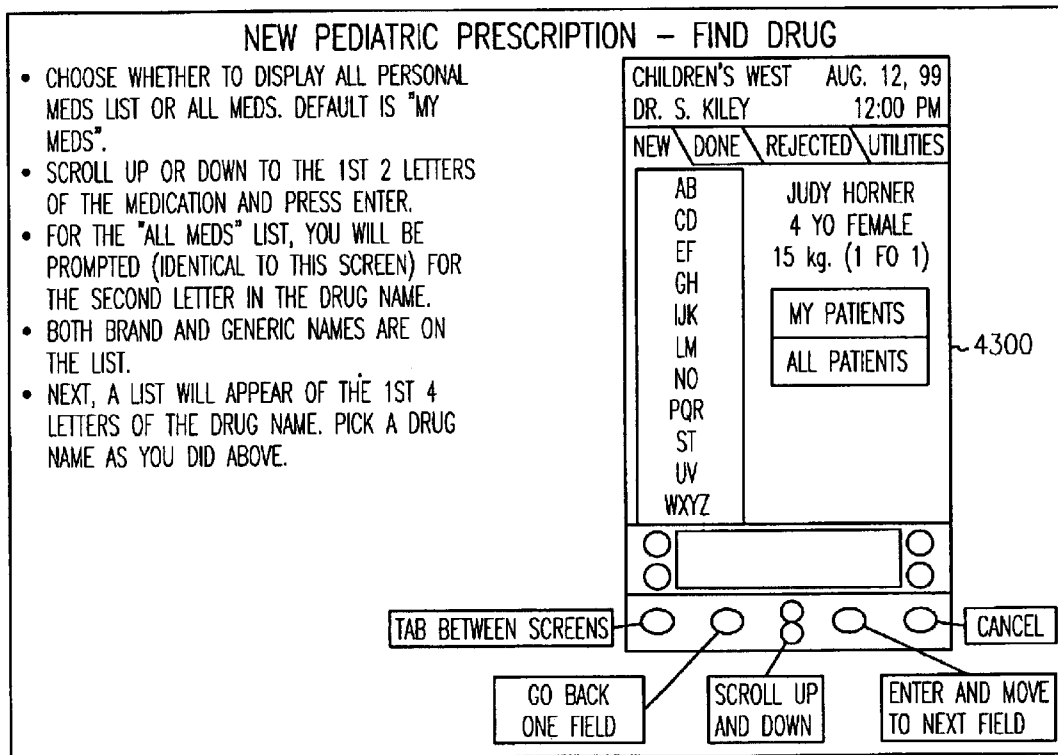 NEW PEDIATRIC PRESCRIPTION – FIND DRUG
• CHOOSE WHETHER TO DISPLAY ALL PERSONAL
MEDS LIST OR ALL MEDS. DEFAULT IS "MY
MEDS".
• SCROLL UP OR DOWN TO THE 1ST 2 LETTERS
OF THE MEDICATION AND PRESS ENTER.
• FOR THE "ALL MEDS" LIST, YOU WILL BE
PROMPTED (IDENTICAL TO THIS SCREEN) FOR
THE SECOND LETTER IN THE DRUG NAME.
• BOTH BRAND AND GENERIC NAMES ARE ON
THE LIST.
• NEXT, A LIST WILL APPEAR OF THE 1ST 4
LETTERS OF THE DRUG NAME. PICK A DRUG
NAME AS YOU DID ABOVE.
CHILDREN'S WEST AUG. 12, 99
DR. S. KILEY 12:00 PM
NEW DONE REJECTED UTILITIES
AB
CD
EF
GH
IJK
LM
NO
PQR
ST
UV
WXYZ
JUDY HORNER
4 YO FEMALE
15 kg. (1 FO 1)
MY PATIENTS
ALL PATIENTS
4300
TAB BETWEEN SCREENS
CANCEL
GO BACK
ONE FIELD
SCROLL UP
AND DOWN
ENTER AND MOVE
TO NEXT FIELD